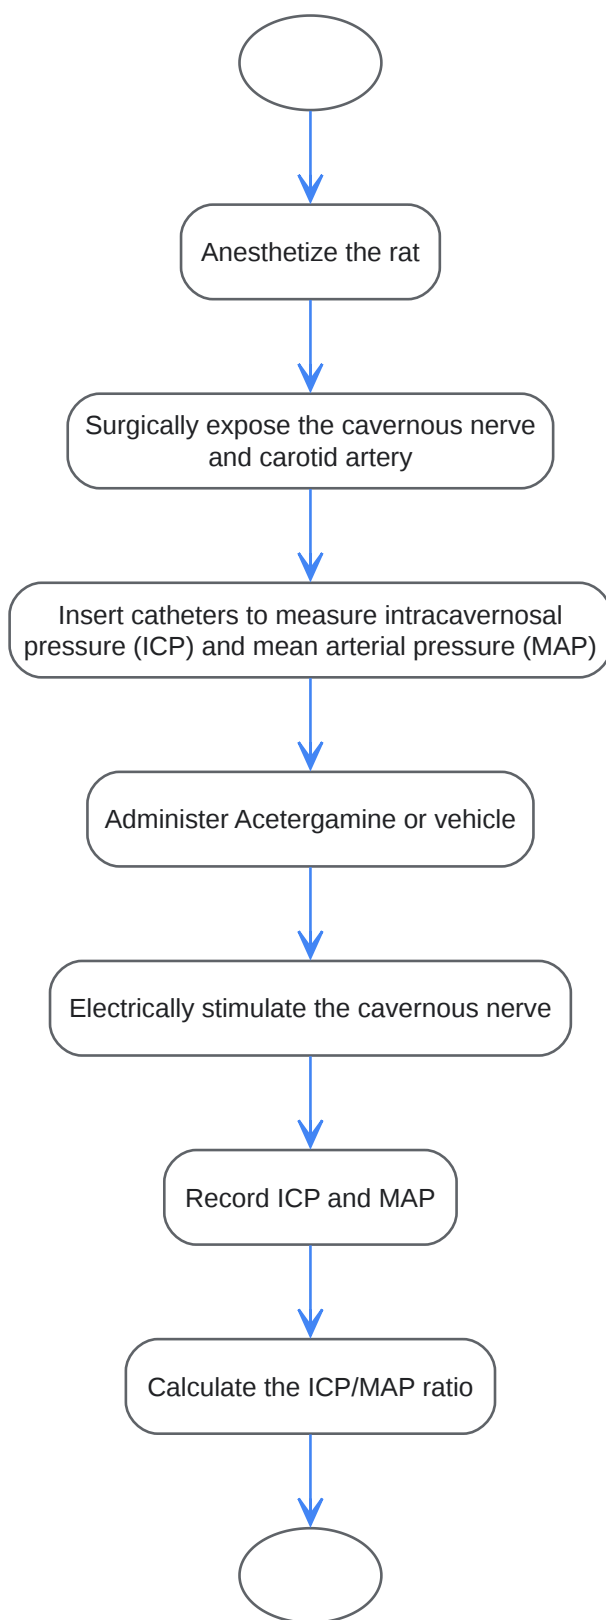 Anesthetize the rat
Surgically expose the cavernous nerve
and carotid artery
Insert catheters to measure intracavernosal
pressure (ICP) and mean arterial pressure (MAP)
Administer Acetergamine or vehicle
Electrically stimulate the cavernous nerve
Record ICP and MAP
Calculate the ICP/MAP ratio